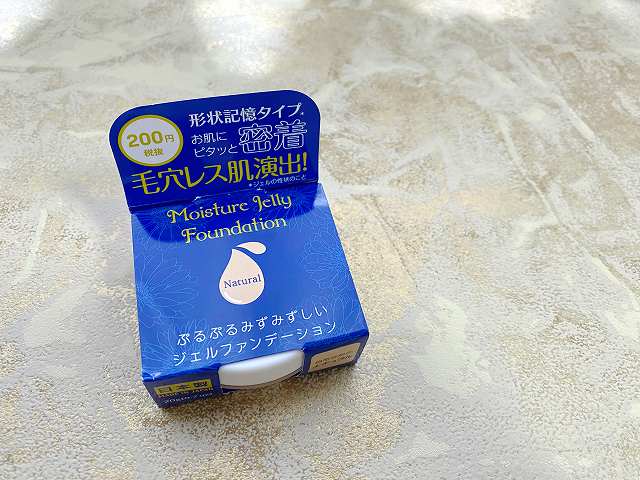 形状記憶タイプ*
200円
税抜
お肌に
ピタッと
密着
毛穴レス肌演出!
*ジェルの性状のこと
Moisture Jelly
Foundation
Natural
ぷるぷるみずみずしい
ジェルファンデーション
日本製